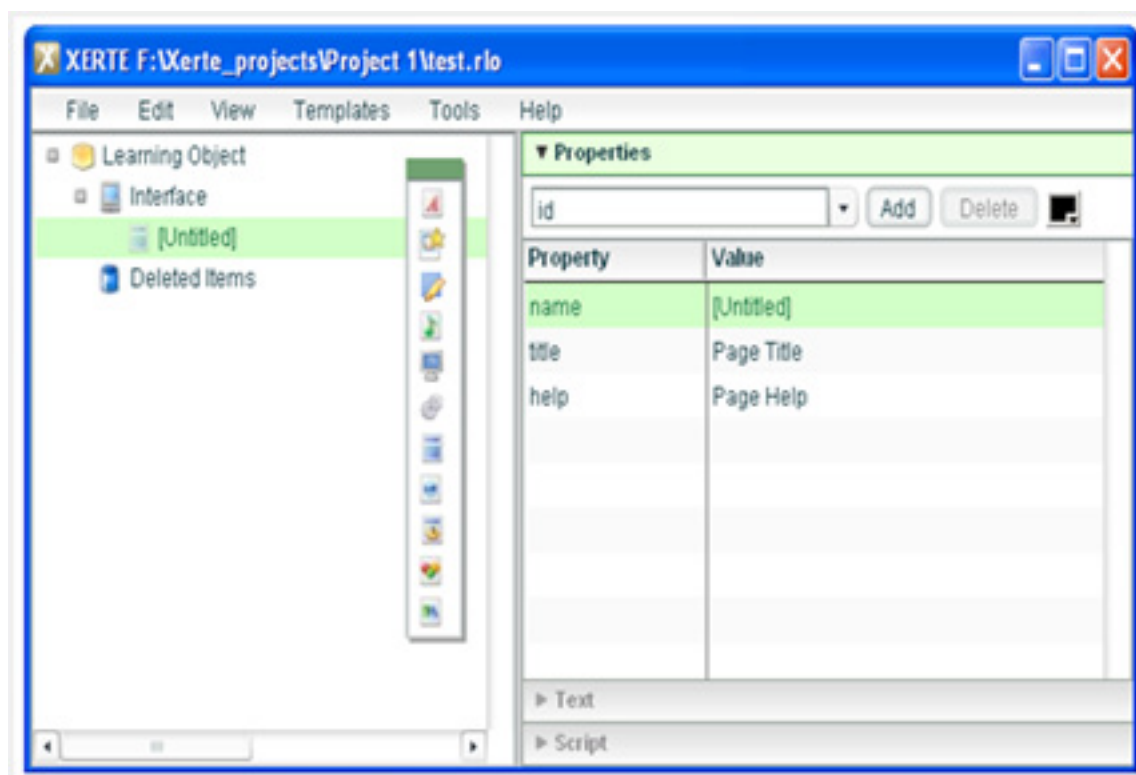 XERTE F:\Xerte_projects\Project 1\test.rlo
File Edit View Templates Tools Help
Learning Object
Interface
[Untitled]
Deleted Items
Properties
id Add Delete
Property Value
name [Untitled]
title Page Title
help Page Help
Text
Script